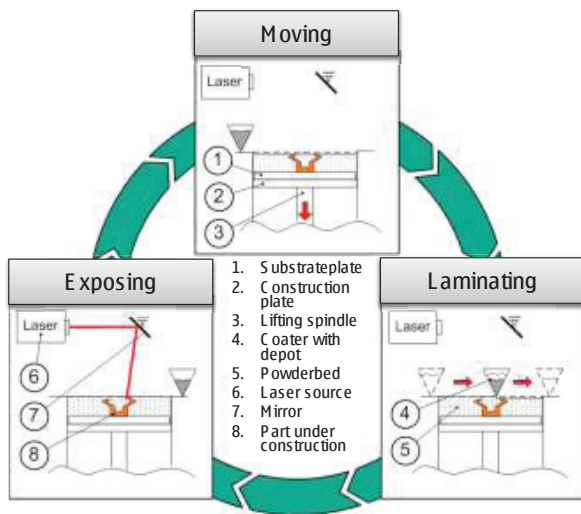 Moving
Laser
1
2
3
Exposing
Laser
6
7
8
1. Substrateplate
2. Construction
plate
3. Lifting spindle
4. Coater with
depot
5. Powderbed
6. Laser source
7. Mirror
8. Part under
construction
Laminating
Laser
4
5